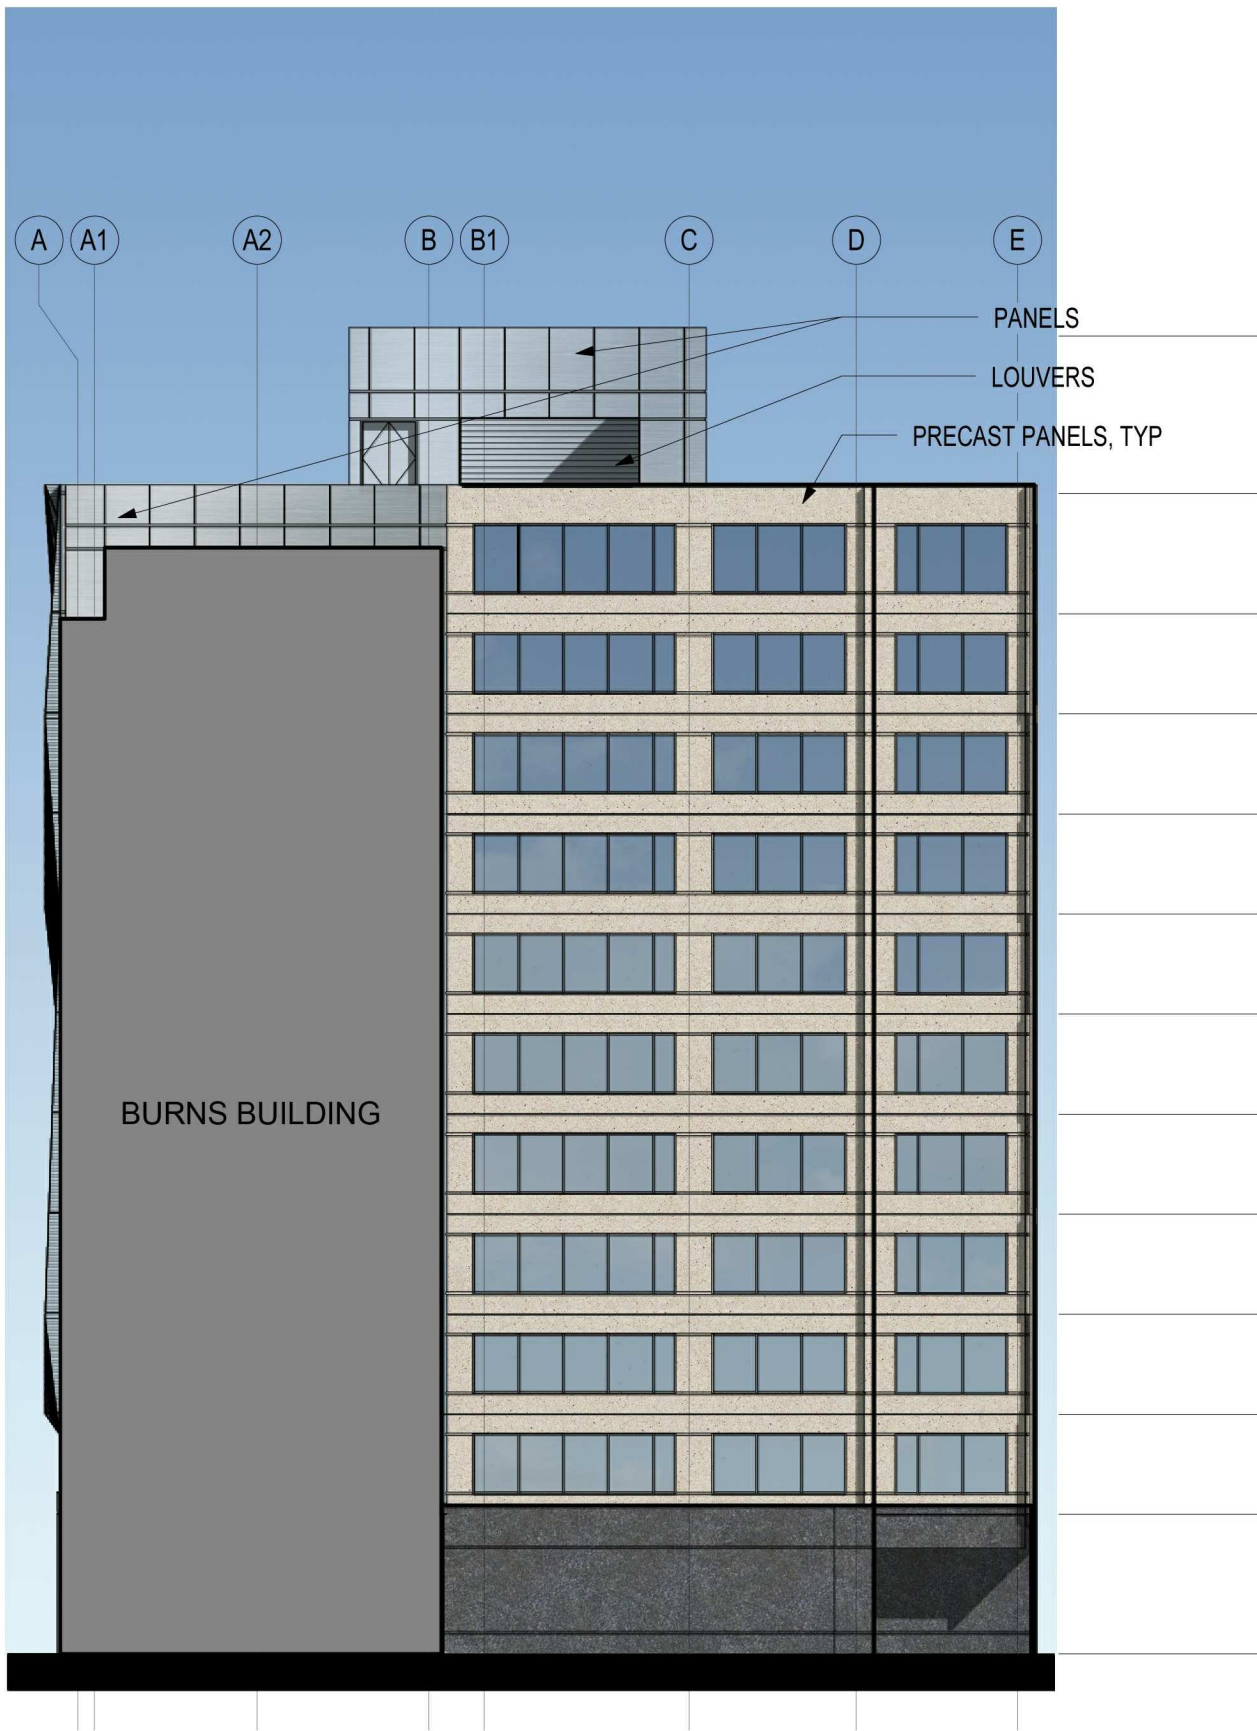 A
A1
A2
B
B1
C
D
E
PANELS
LOUVERS
PRECAST PANELS, TYP
BURNS BUILDING